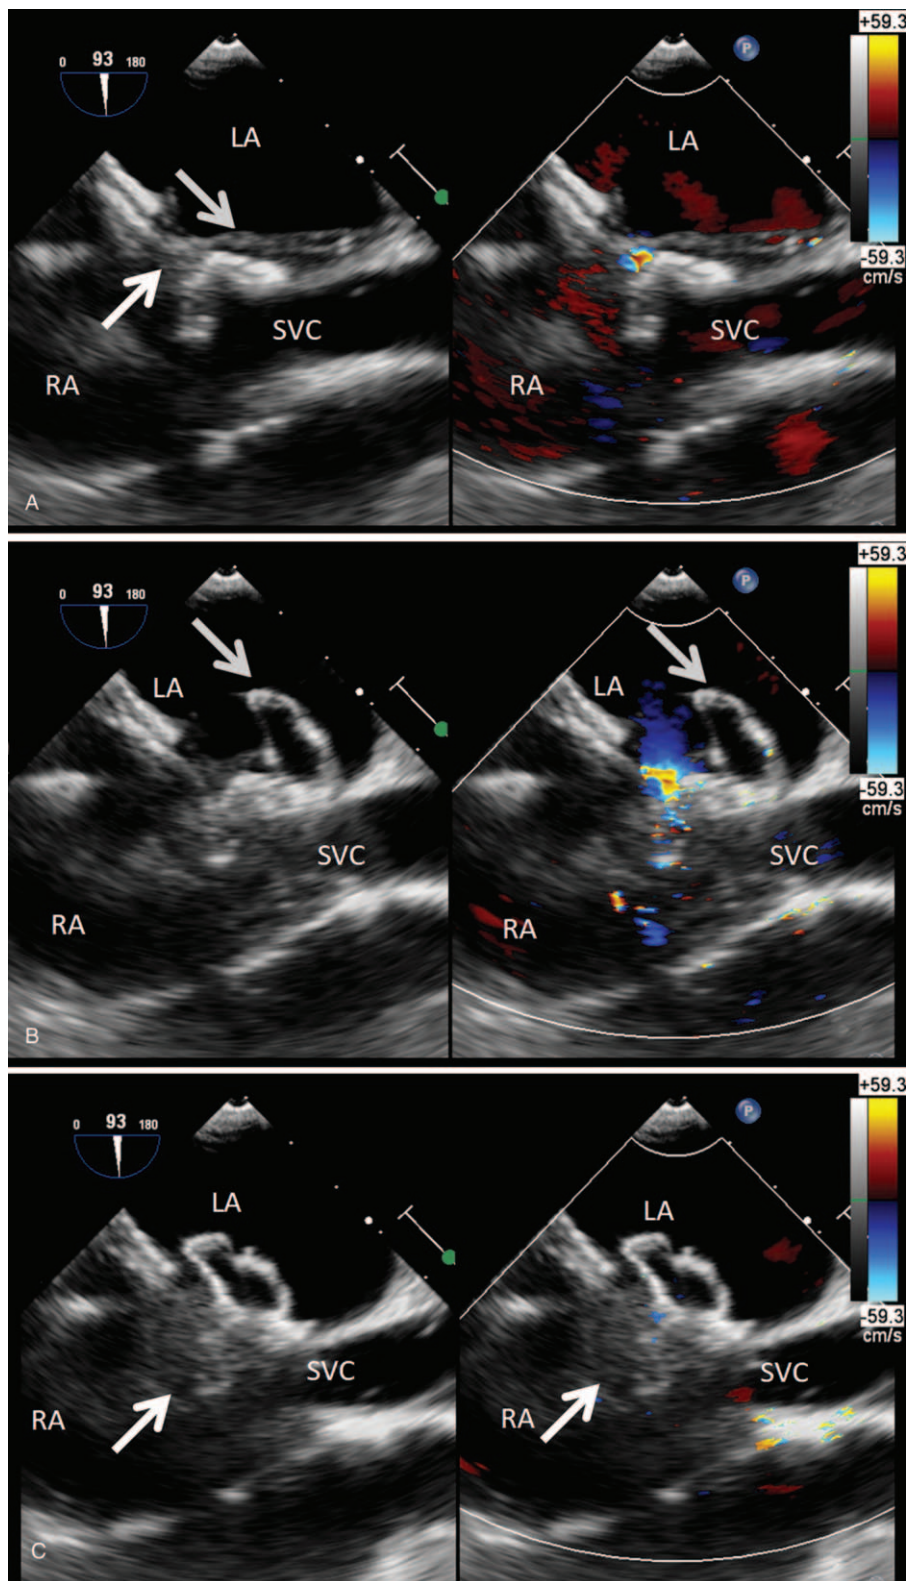 +59.3
0 93 180
P
LA
LA
-59.3
cm/s
SVC
SVC
RA
RA
A
+59.3
0 93 180
P
LA
LA
-59.3
cm/s
SVC
SVC
RA
RA
B
+59.3
0 93 180
P
LA
LA
-59.3
cm/s
SVC
SVC
RA
RA
C